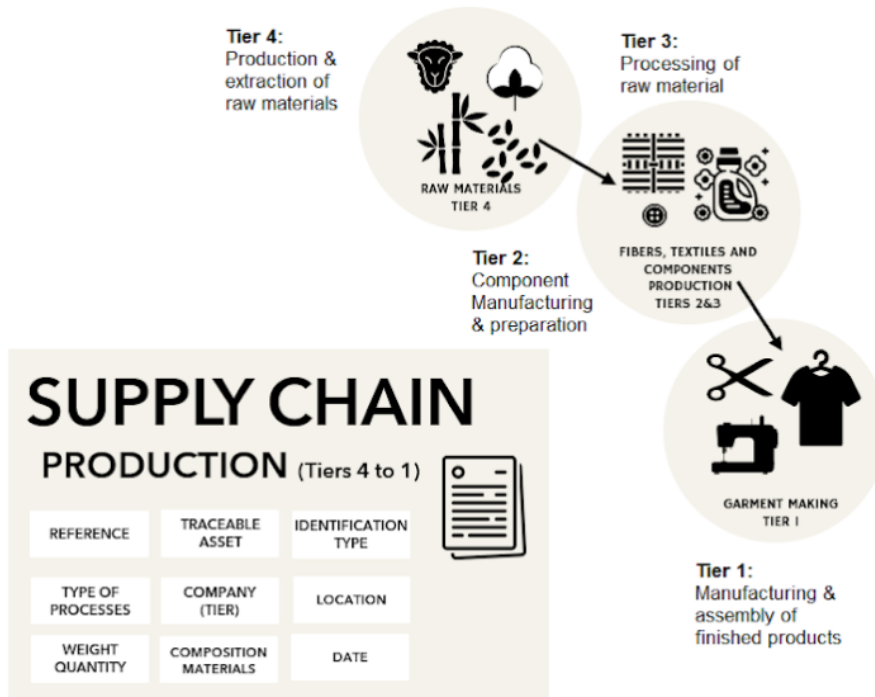 Tier 4:
Production &
extraction of
raw materials
RAW MATERIALS
TIER 4
Tier 3:
Processing of
raw material
Tier 2:
Component
Manufacturing
& preparation
FIBERS, TEXTILES AND
COMPONENTS
PRODUCTION
TIERS 2&3
GARMENT MAKING
TIER 1
Tier 1:
Manufacturing &
assembly of
finished products
SUPPLY CHAIN
PRODUCTION (Tiers 4 to 1)
REFERENCE
TRACEABLE
ASSET
IDENTIFICATION
TYPE
TYPE OF
PROCESSES
COMPANY
(TIER)
LOCATION
WEIGHT
QUANTITY
COMPOSITION
MATERIALS
DATE